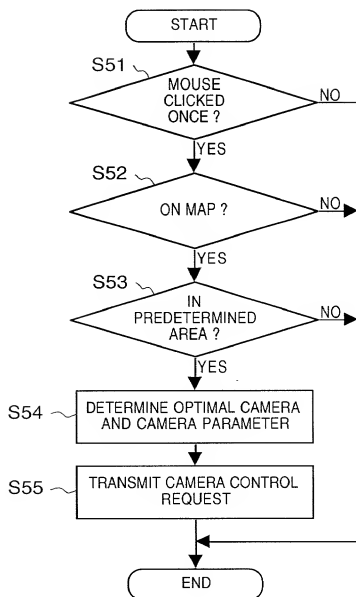 START
S51
MOUSE
CLICKED
ONCE ?
NO
YES
S52
ON MAP ?
NO
YES
S53
IN
PREDETERMINED
AREA ?
NO
YES
S54
DETERMINE OPTIMAL CAMERA
AND CAMERA PARAMETER
S55
TRANSMIT CAMERA CONTROL
REQUEST
END